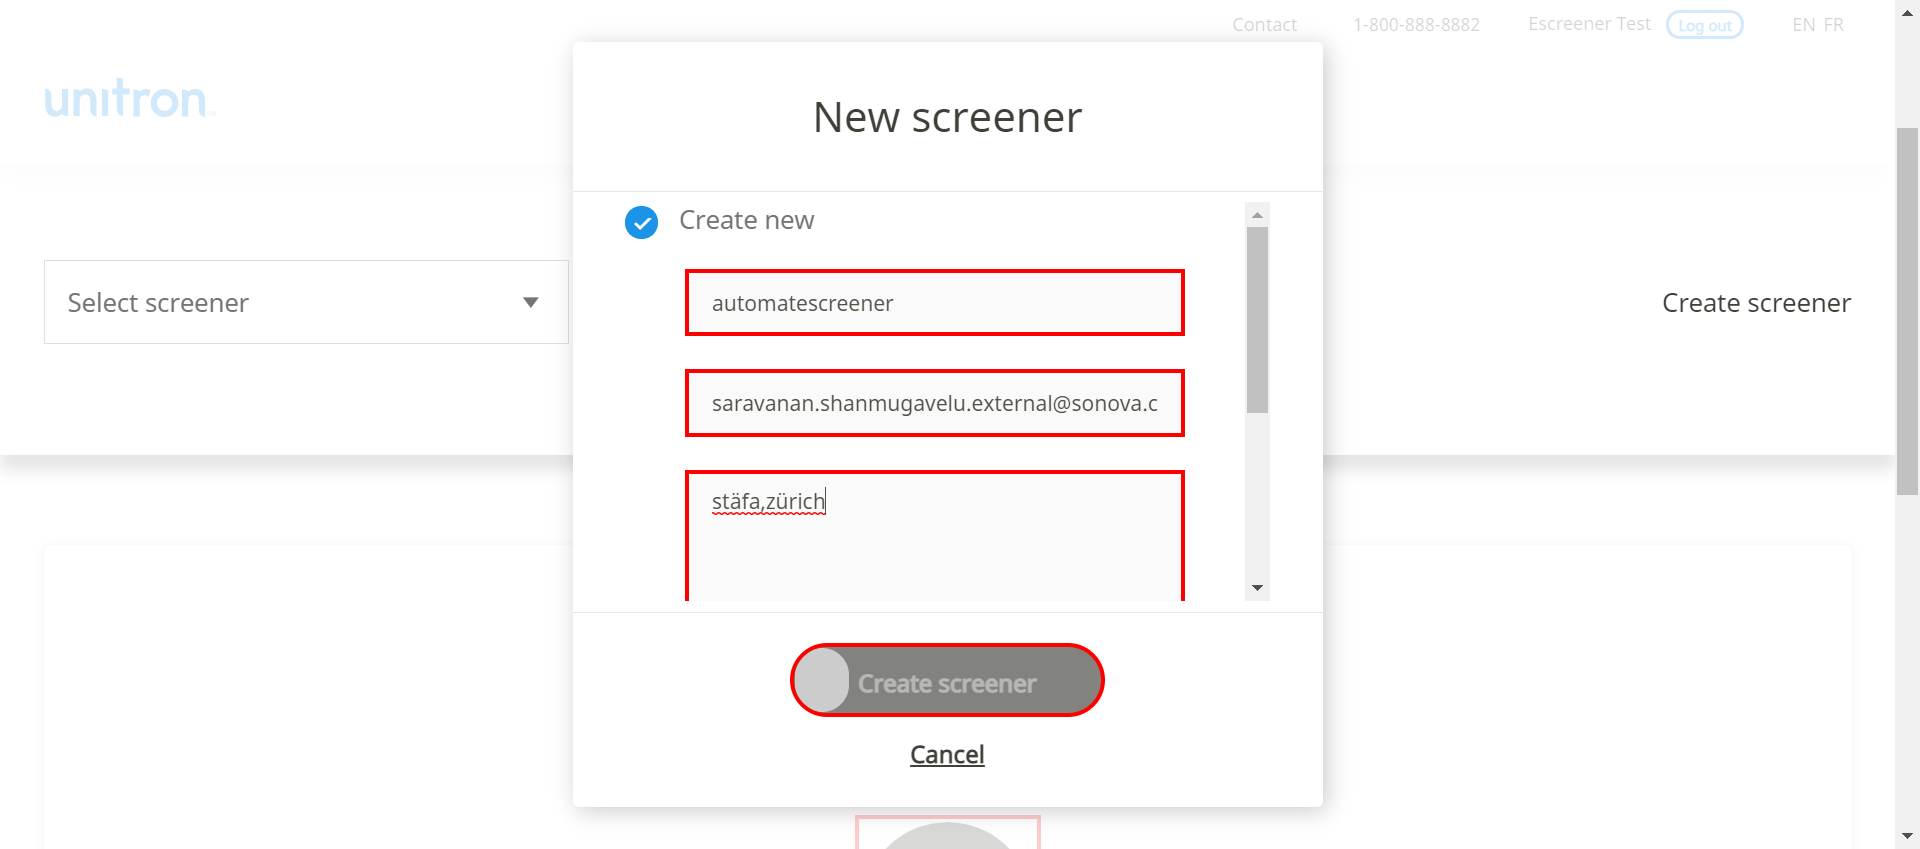 Contact 1-800-888-8882 Escreener Test Log out EN FR
unitron
New screener
Create new
automatescreener
Select screener
Create screener
saravanan.shanmugavelu.external@sonova.c
stäfa,zürich
Create screener
Cancel